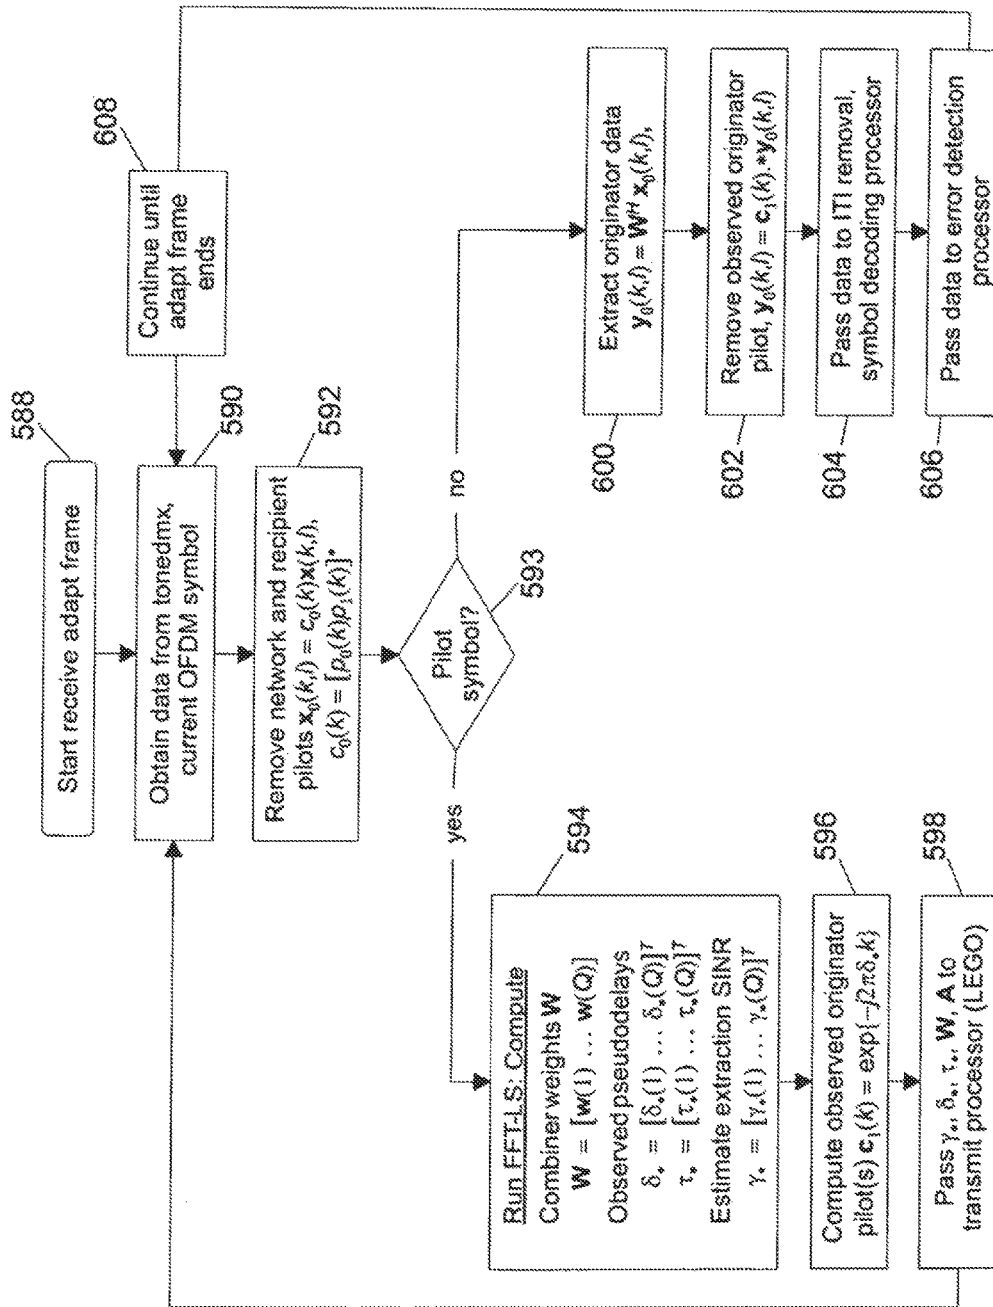 588
Start receive adapt frame
608
Continue until
adapt frame
ends
590
Obtain data from tonedmx,
current OFDM symbol
592
Remove network and recipient
pilots x₀(k,l) = c₀(k)x(k,l),
c₀(k) = [p₀(k)p₁(k)]*
593
Pilot
symbol?
yes
no
594
Run FFT-LS: Compute
Combiner weights W
W = [w(1) ... w(Q)]
Observed pseudodelays
δ* = [δ*(1) ... δ*(Q)]ᵀ
τ* = [τ*(1) ... τ*(Q)]ᵀ
Estimate extraction SINR
γ* = [γ*(1) ... γ*(Q)]ᵀ
596
Compute observed originator
pilot(s) c₁(k) = exp{-j2πδ*k}
598
Pass γ*, δ*, τ*, W, A to
transmit processor (LEGO)
600
Extract originator data
y₀(k,l) = Wᴴ x₀(k,l),
602
Remove observed originator
pilot, y₀(k,l) = c₁(k).*y₀(k,l)
604
Pass data to ITI removal,
symbol decoding processor
606
Pass data to error detection
processor